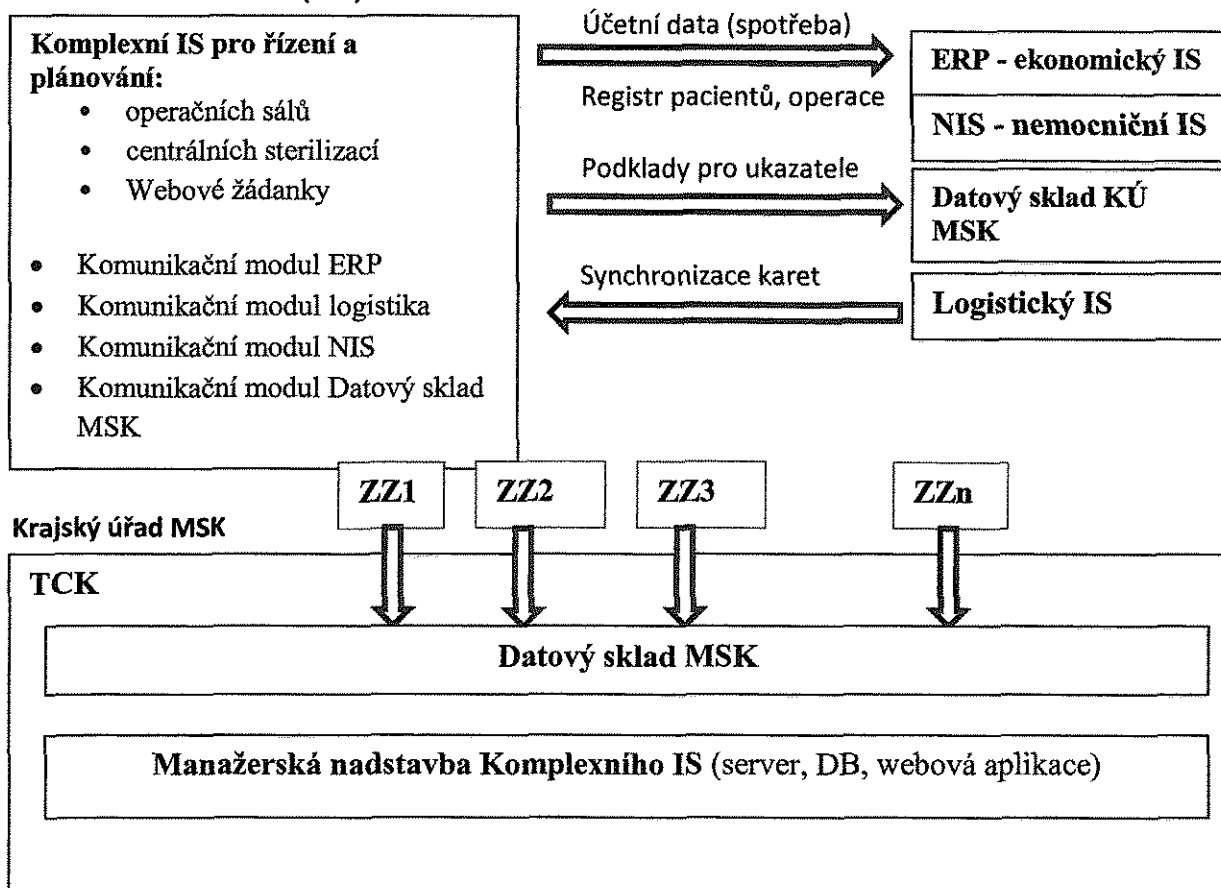 Komplexní IS pro řízení a
plánování:
• operačních sálů
• centrálních sterilizací
• Webové žádanky
• Komunikační modul ERP
• Komunikační modul logistika
• Komunikační modul NIS
• Komunikační modul Datový sklad
MSK
Účetní data (spotřeba)
Registr pacientů, operace
Podklady pro ukazatele
Synchronizace karet
ERP - ekonomický IS
NIS - nemocniční IS
Datový sklad KÚ
MSK
Logistický IS
ZZ1
ZZ2
ZZ3
ZZn
Krajský úřad MSK
TCK
Datový sklad MSK
Manažerská nadstavba Komplexního IS (server, DB, webová aplikace)